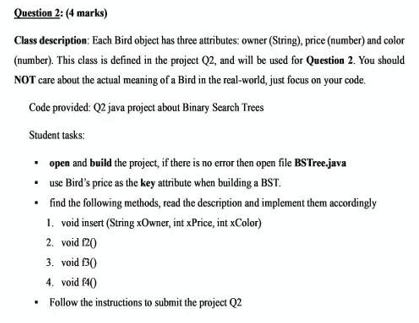 Question 2: (4 marks)
Class description: Each Bird object has three attributes: owner (String), price (number) and color
(number). This class is defined in the project Q2, and will be used for Question 2. You should
NOT care about the actual meaning of a Bird in the real-world, just focus on your code.
Code provided: Q2 java project about Binary Search Trees
Student tasks:
▪ open and build the project, if there is no error then open file BSTree.java
▪ use Bird's price as the key attribute when building a BST.
▪ find the following methods, read the description and implement them accordingly
1. void insert (String xOwner, int xPrice, int xColor)
2. void f2()
3. void f3()
4. void f4()
▪ Follow the instructions to submit the project Q2